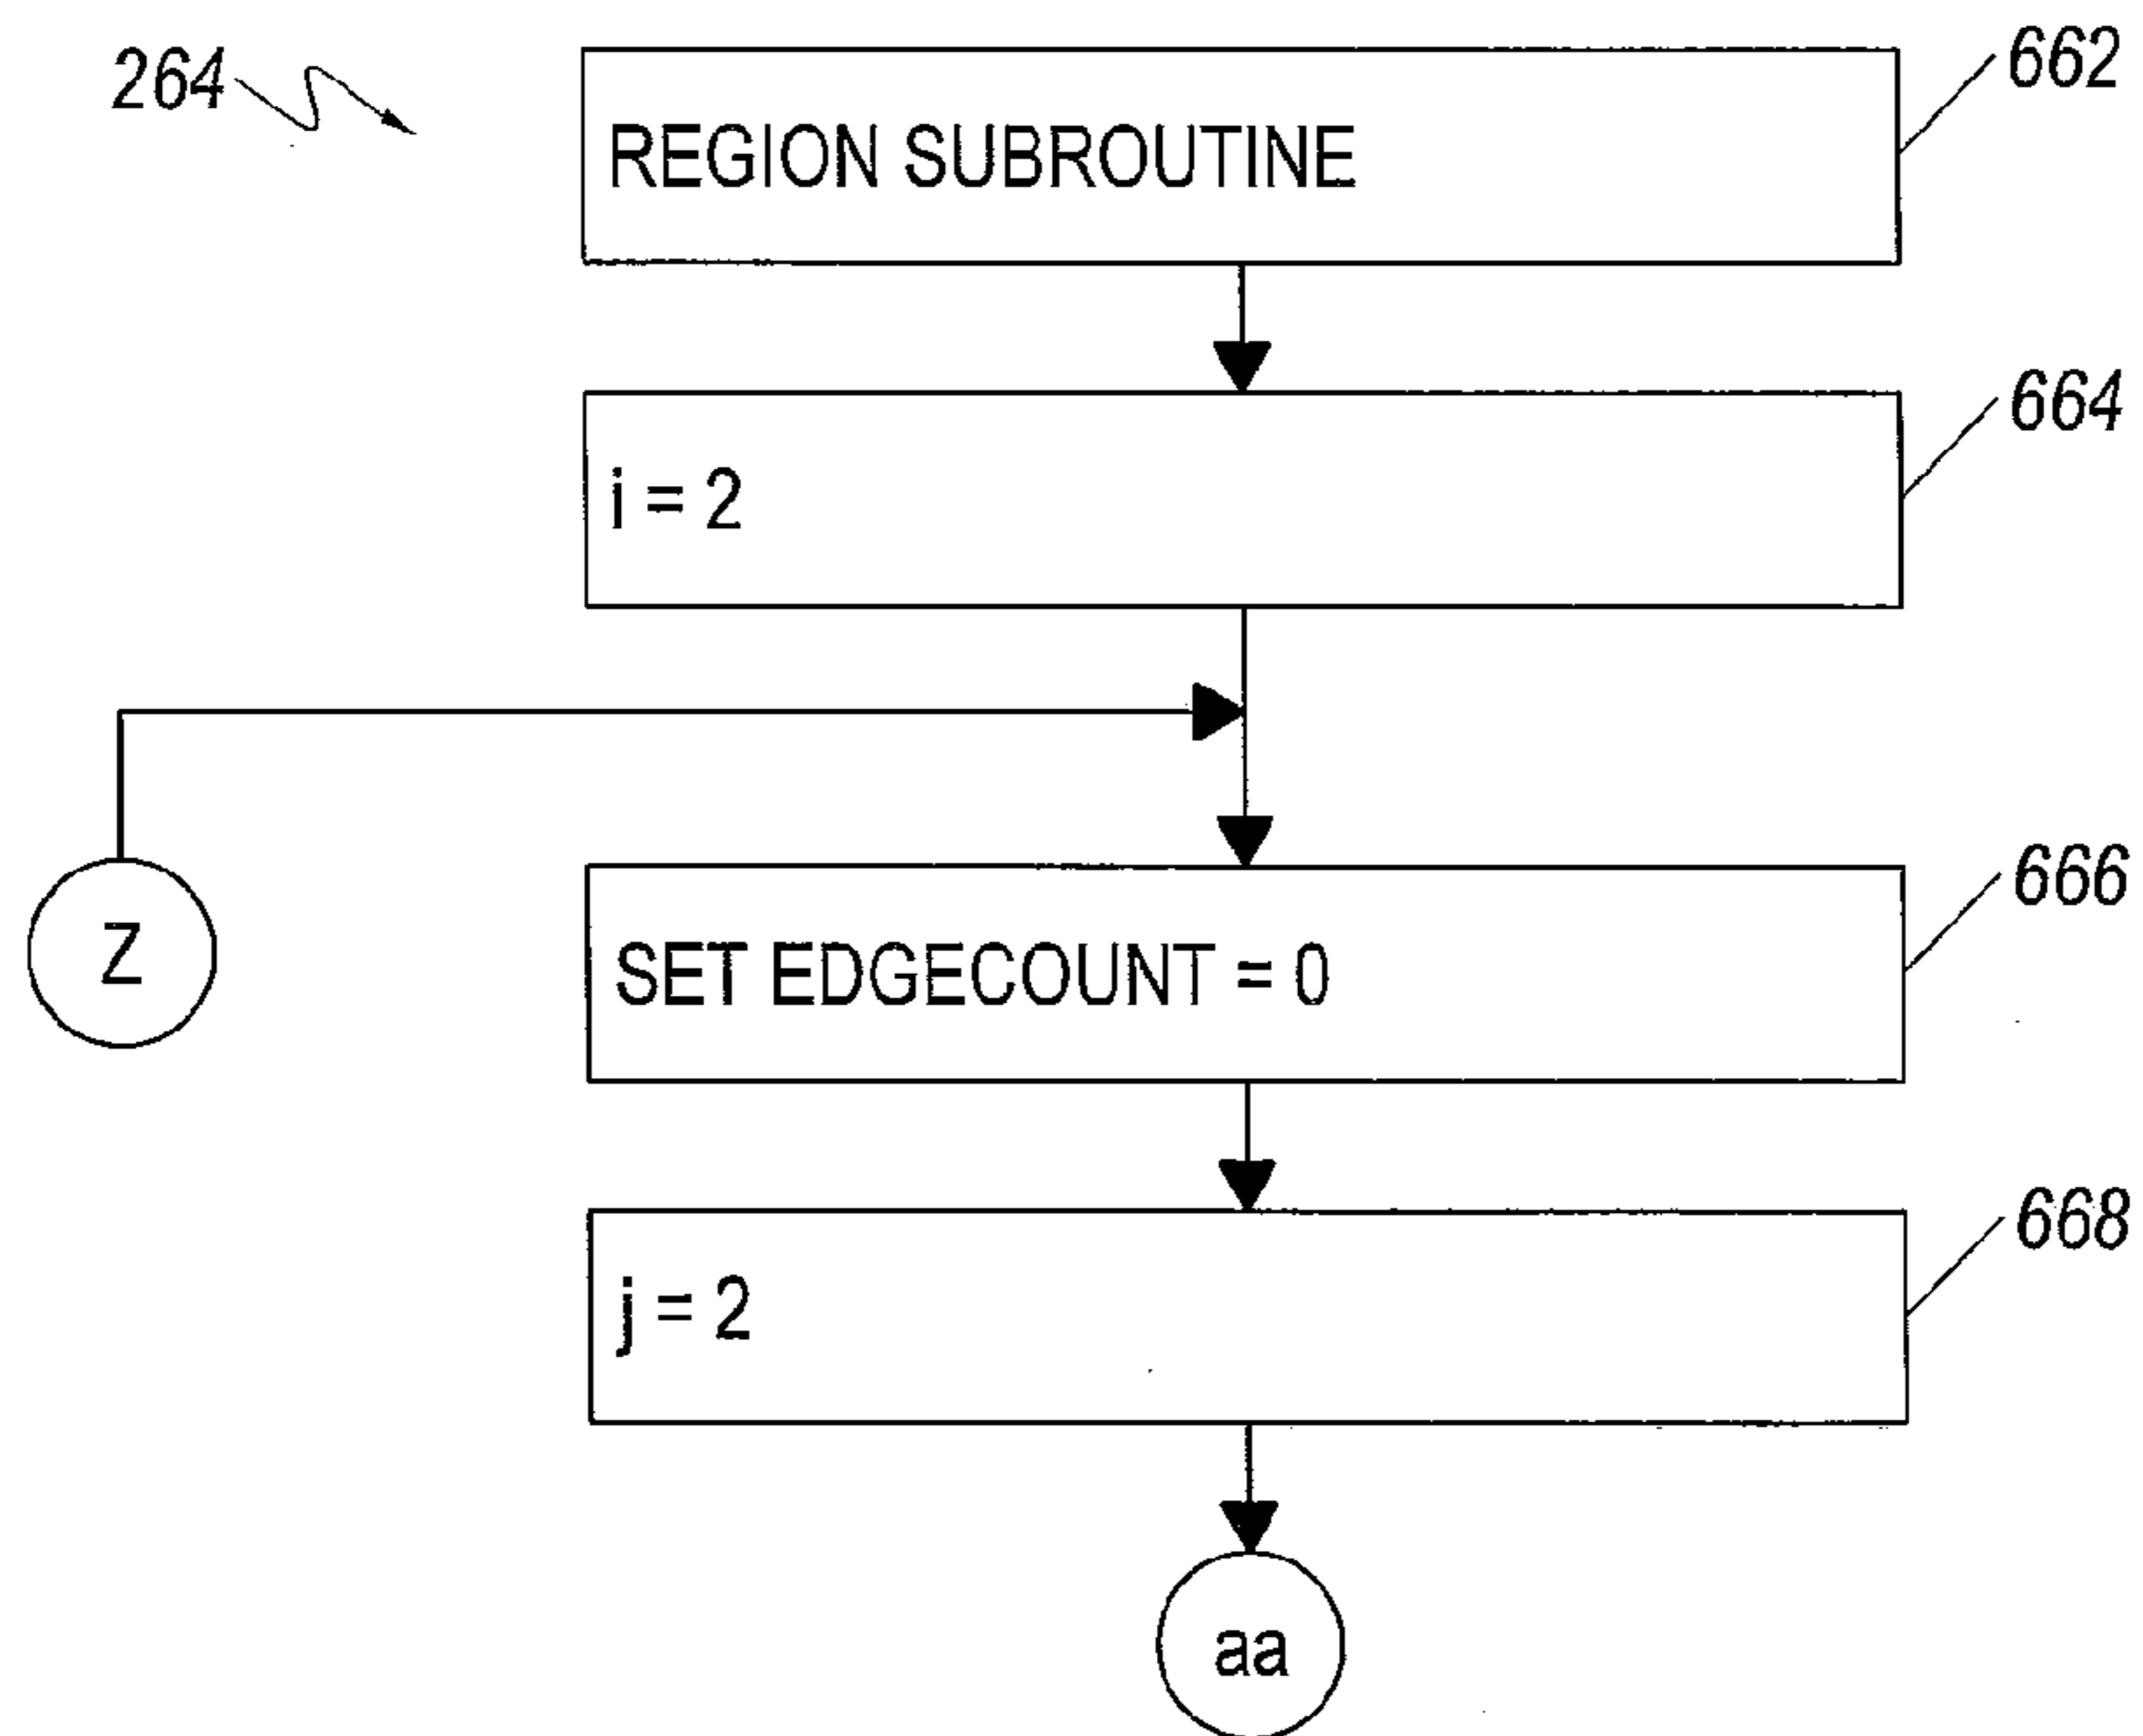 264
662
REGION SUBROUTINE
664
i = 2
Z
666
SET EDGECOUNT = 0
668
j = 2
aa